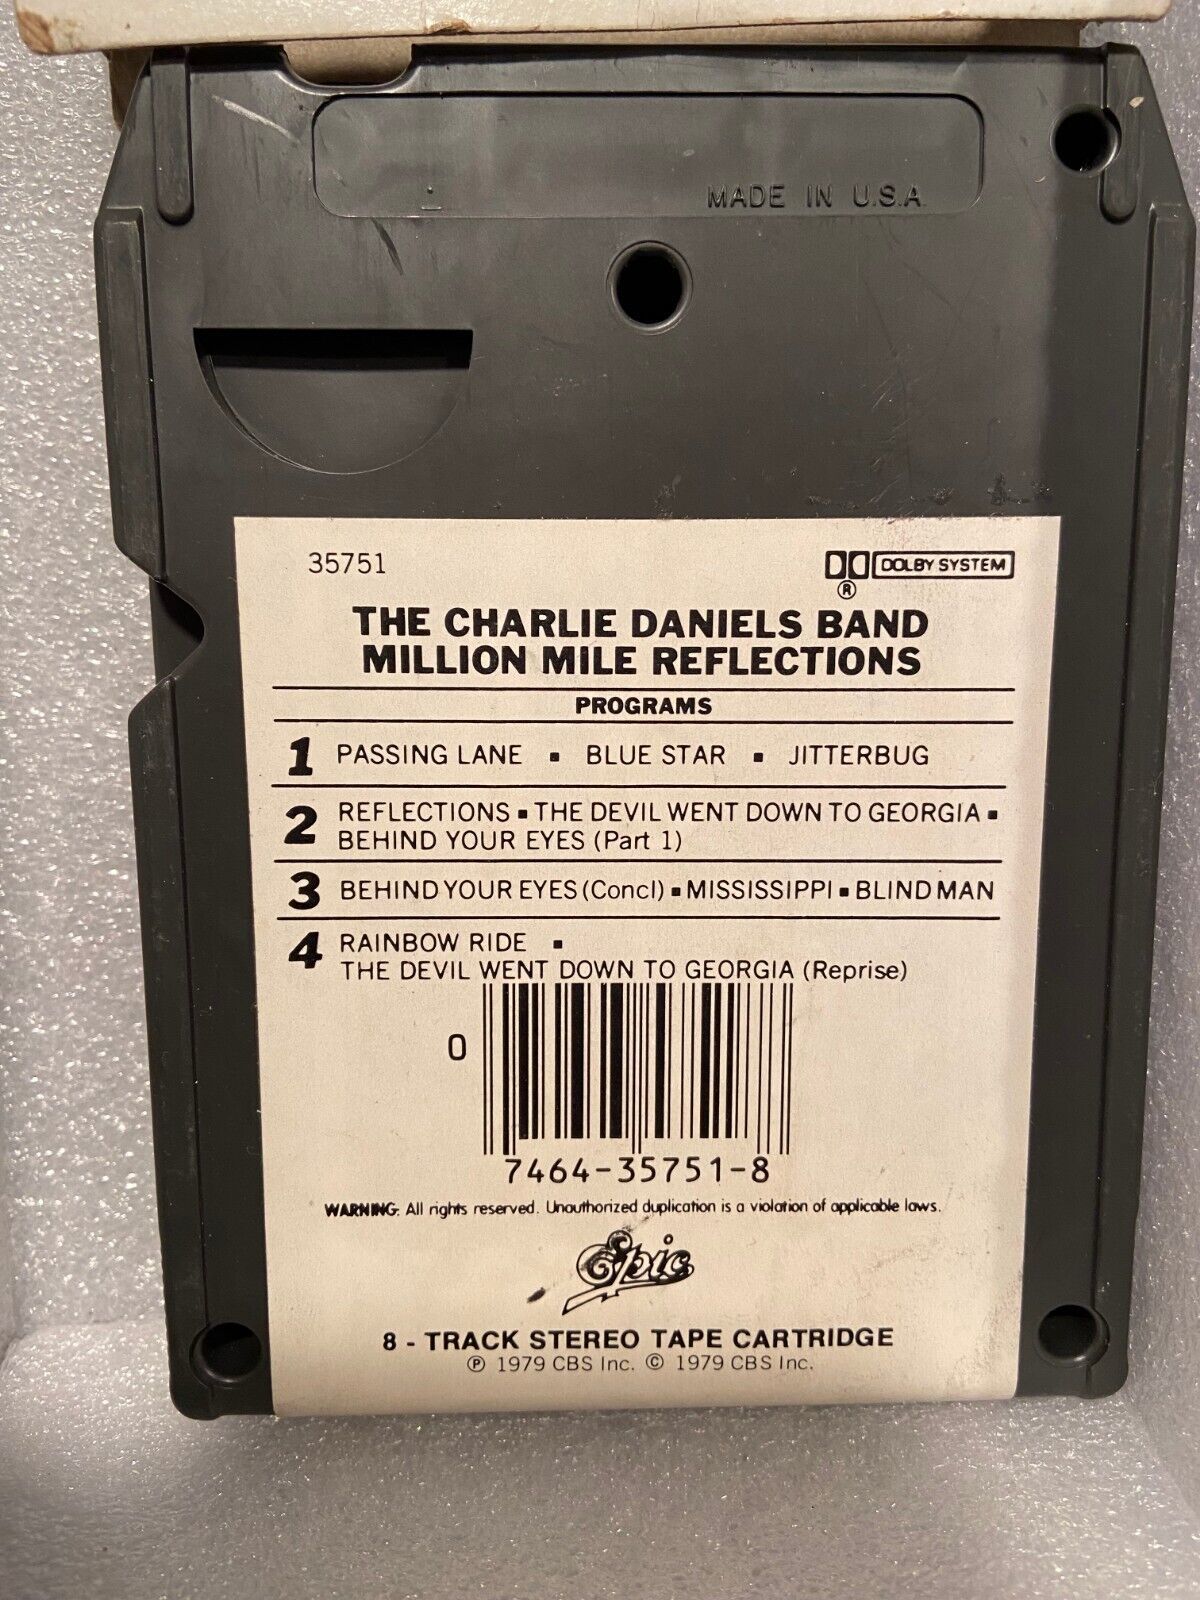 MADE IN U.S.A.
35751
DOLBY SYSTEM
®
THE CHARLIE DANIELS BAND
MILLION MILE REFLECTIONS
PROGRAMS
1 PASSING LANE ▪ BLUE STAR ▪ JITTERBUG
2 REFLECTIONS ▪ THE DEVIL WENT DOWN TO GEORGIA ▪
BEHIND YOUR EYES (Part 1)
3 BEHIND YOUR EYES (Concl) ▪ MISSISSIPPI ▪ BLIND MAN
4 RAINBOW RIDE ▪
THE DEVIL WENT DOWN TO GEORGIA (Reprise)
0
7464-35751-8
WARNING: All rights reserved. Unauthorized duplication is a violation of applicable laws.
Epic
8 - TRACK STEREO TAPE CARTRIDGE
℗ 1979 CBS Inc. © 1979 CBS Inc.